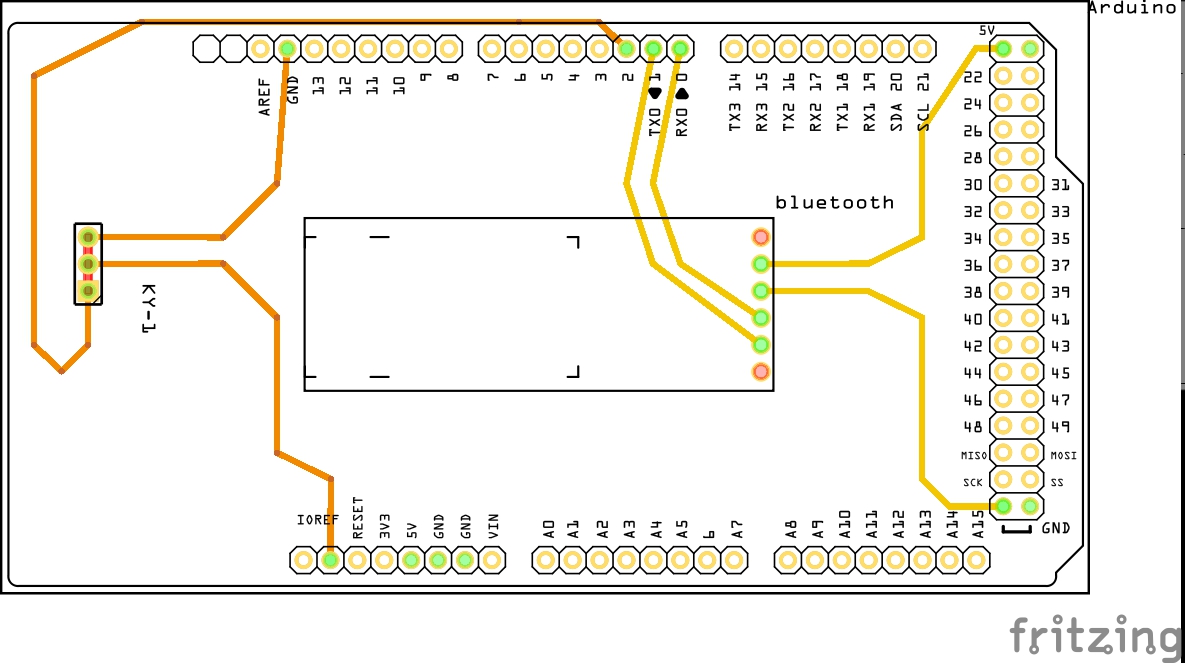 Arduino
5V
AREF
GND
13
12
11
10
9
8
7
6
5
4
3
2
1
0
TX0
RX0
TX3 14
RX3 15
TX2 16
RX2 17
TX1 18
RX1 19
SDA 20
SCL 21
22
24
26
28
30 31
32 33
34 35
36 37
38 39
40 41
42 43
44 45
46 47
48 49
MISO MOSI
SCK SS
GND
bluetooth
KY-1
IOREF
RESET
3V3
5V
GND
GND
VIN
A0
A1
A2
A3
A4
A5
6
A7
A8
A9
A10
A11
A12
A13
A14
A15
fritzing